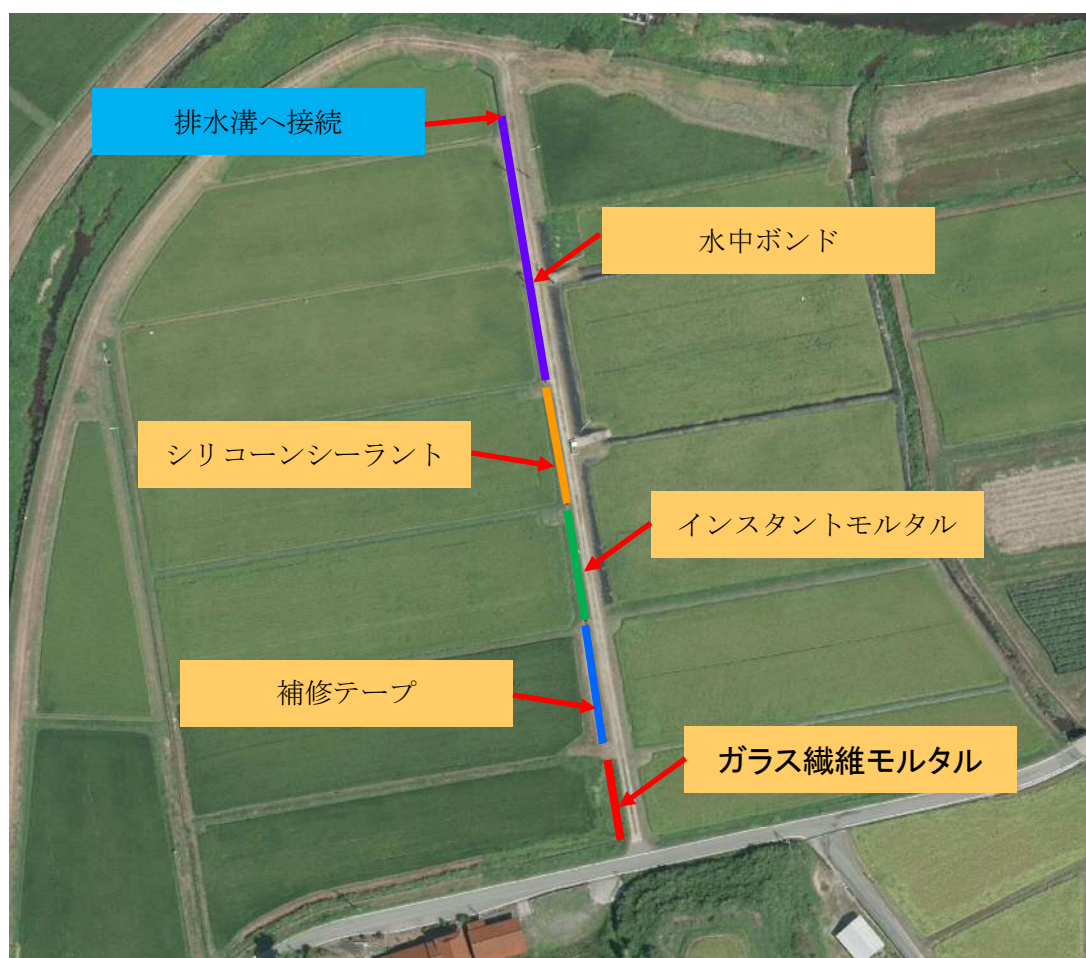 排水溝へ接続
水中ボンド
シリコーンシーラント
インスタントモルタル
補修テープ
ガラス繊維モルタル